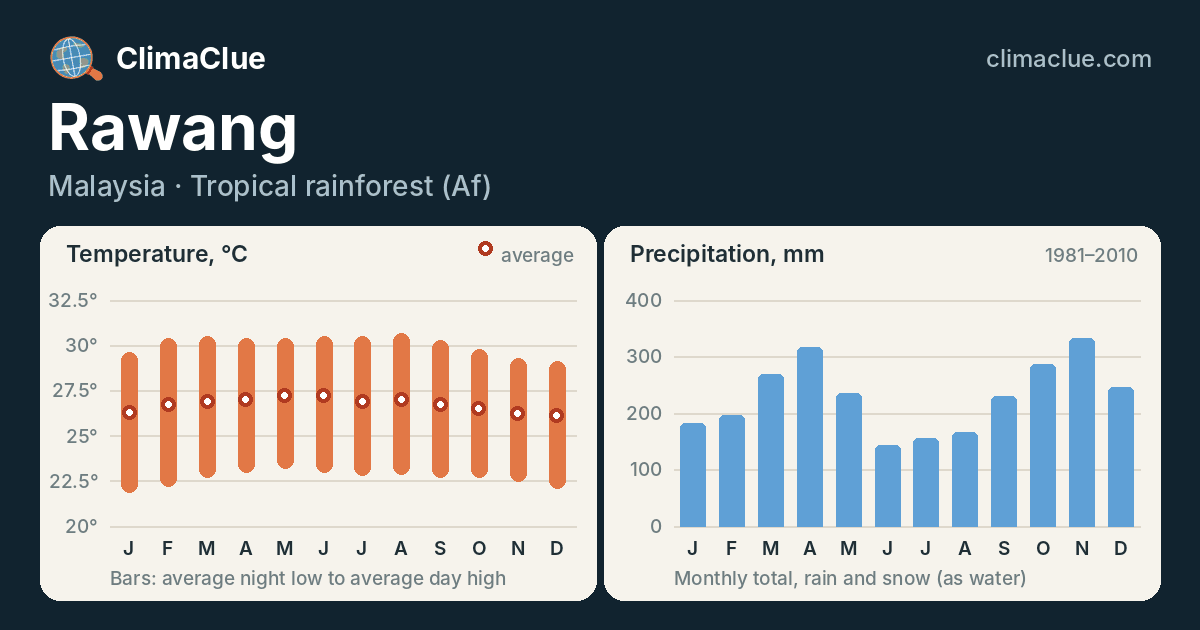 ClimaClue
climaclue.com
Rawang
Malaysia · Tropical rainforest (Af)
Temperature, °C
average
32.5°
30°
27.5°
25°
22.5°
20°
J F M A M J J A S O N D
Bars: average night low to average day high
Precipitation, mm
1981–2010
400
300
200
100
0
J F M A M J J A S O N D
Monthly total, rain and snow (as water)